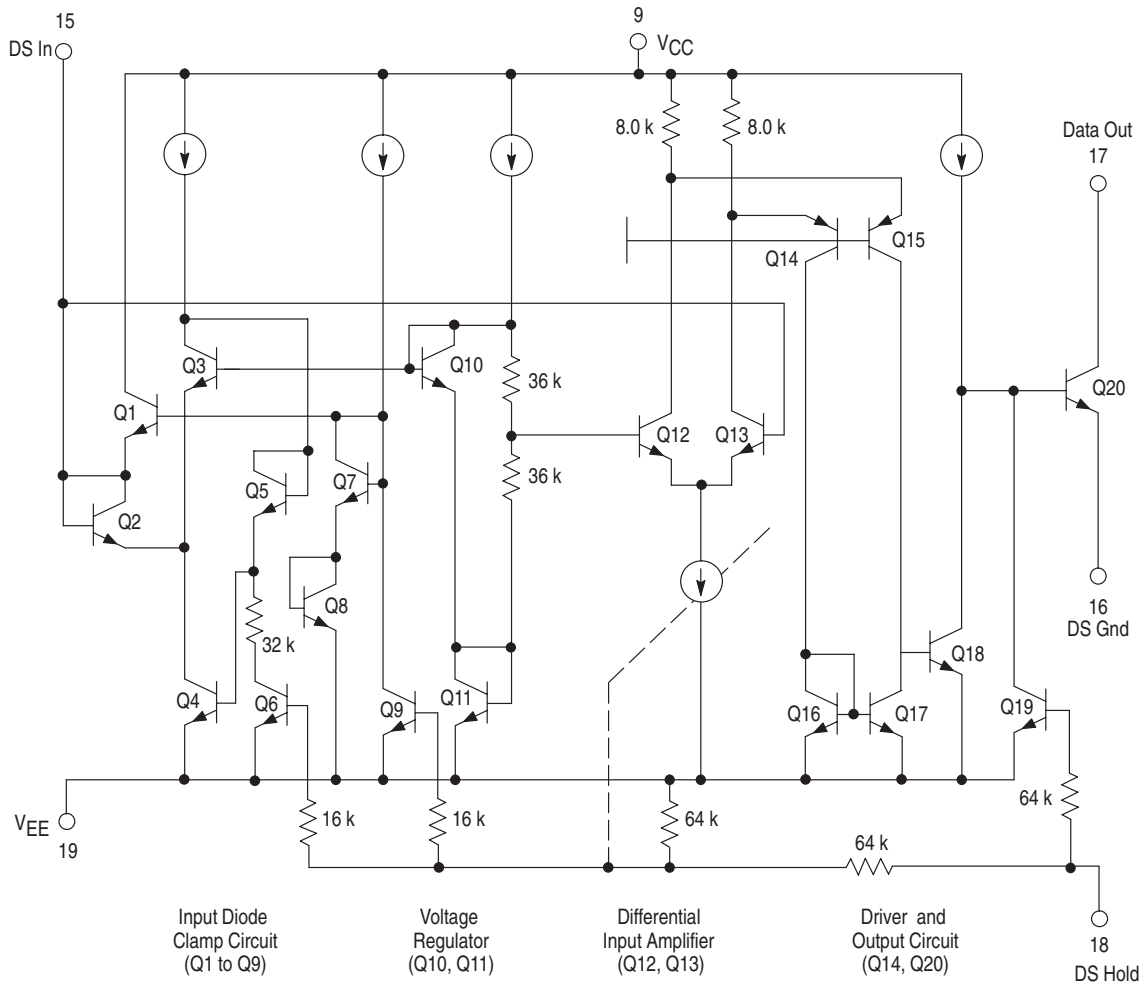 15
DS In
9
VCC
8.0 k
8.0 k
Data Out
17
Q14
Q15
Q3
Q10
36 k
Q20
Q1
Q12
Q13
Q5
Q7
36 k
Q2
Q8
16
DS Gnd
32 k
Q18
Q4
Q6
Q9
Q11
Q16
Q17
Q19
VEE
19
16 k
16 k
64 k
64 k
64 k
Input Diode
Clamp Circuit
(Q1 to Q9)
Voltage
Regulator
(Q10, Q11)
Differential
Input Amplifier
(Q12, Q13)
Driver and
Output Circuit
(Q14, Q20)
18
DS Hold